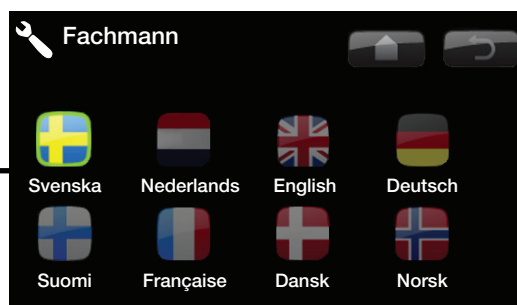 Fachmann
Svenska Nederlands English Deutsch
Suomi Française Dansk Norsk